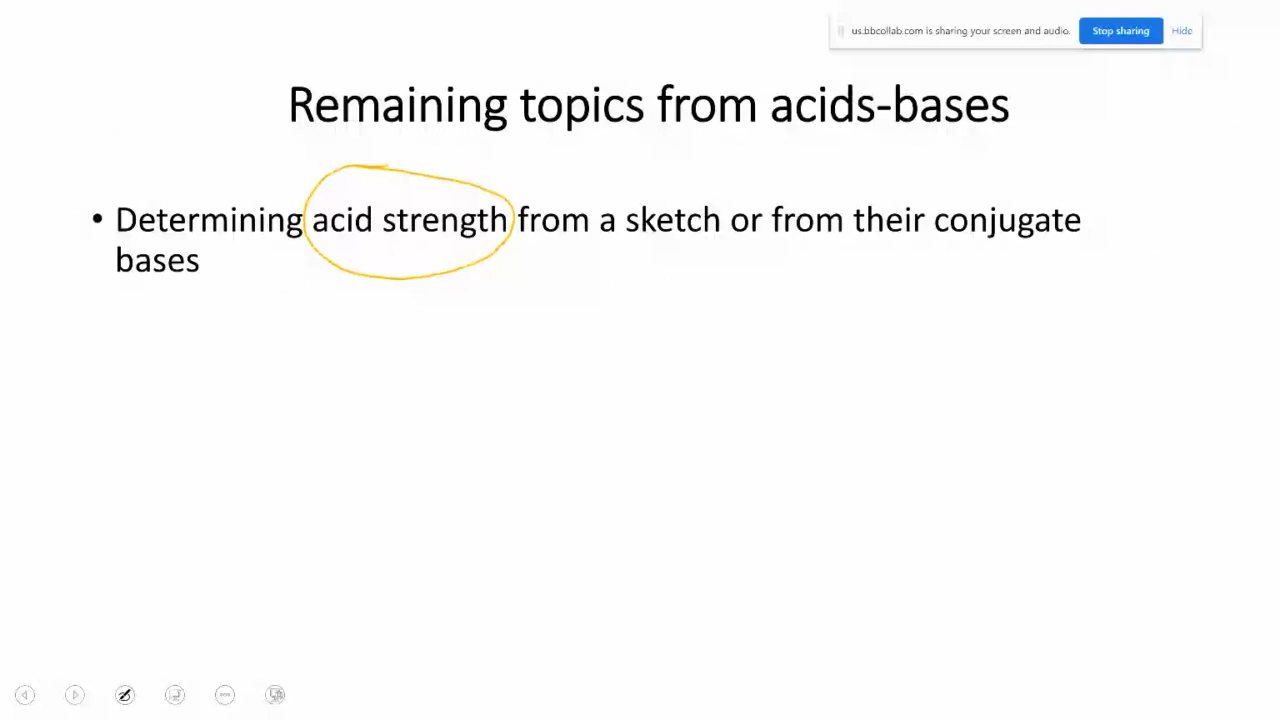 us.bbcollab.com is sharing your screen and audio. Stop sharing Hide
Remaining topics from acids-bases
• Determining acid strength from a sketch or from their conjugate
bases